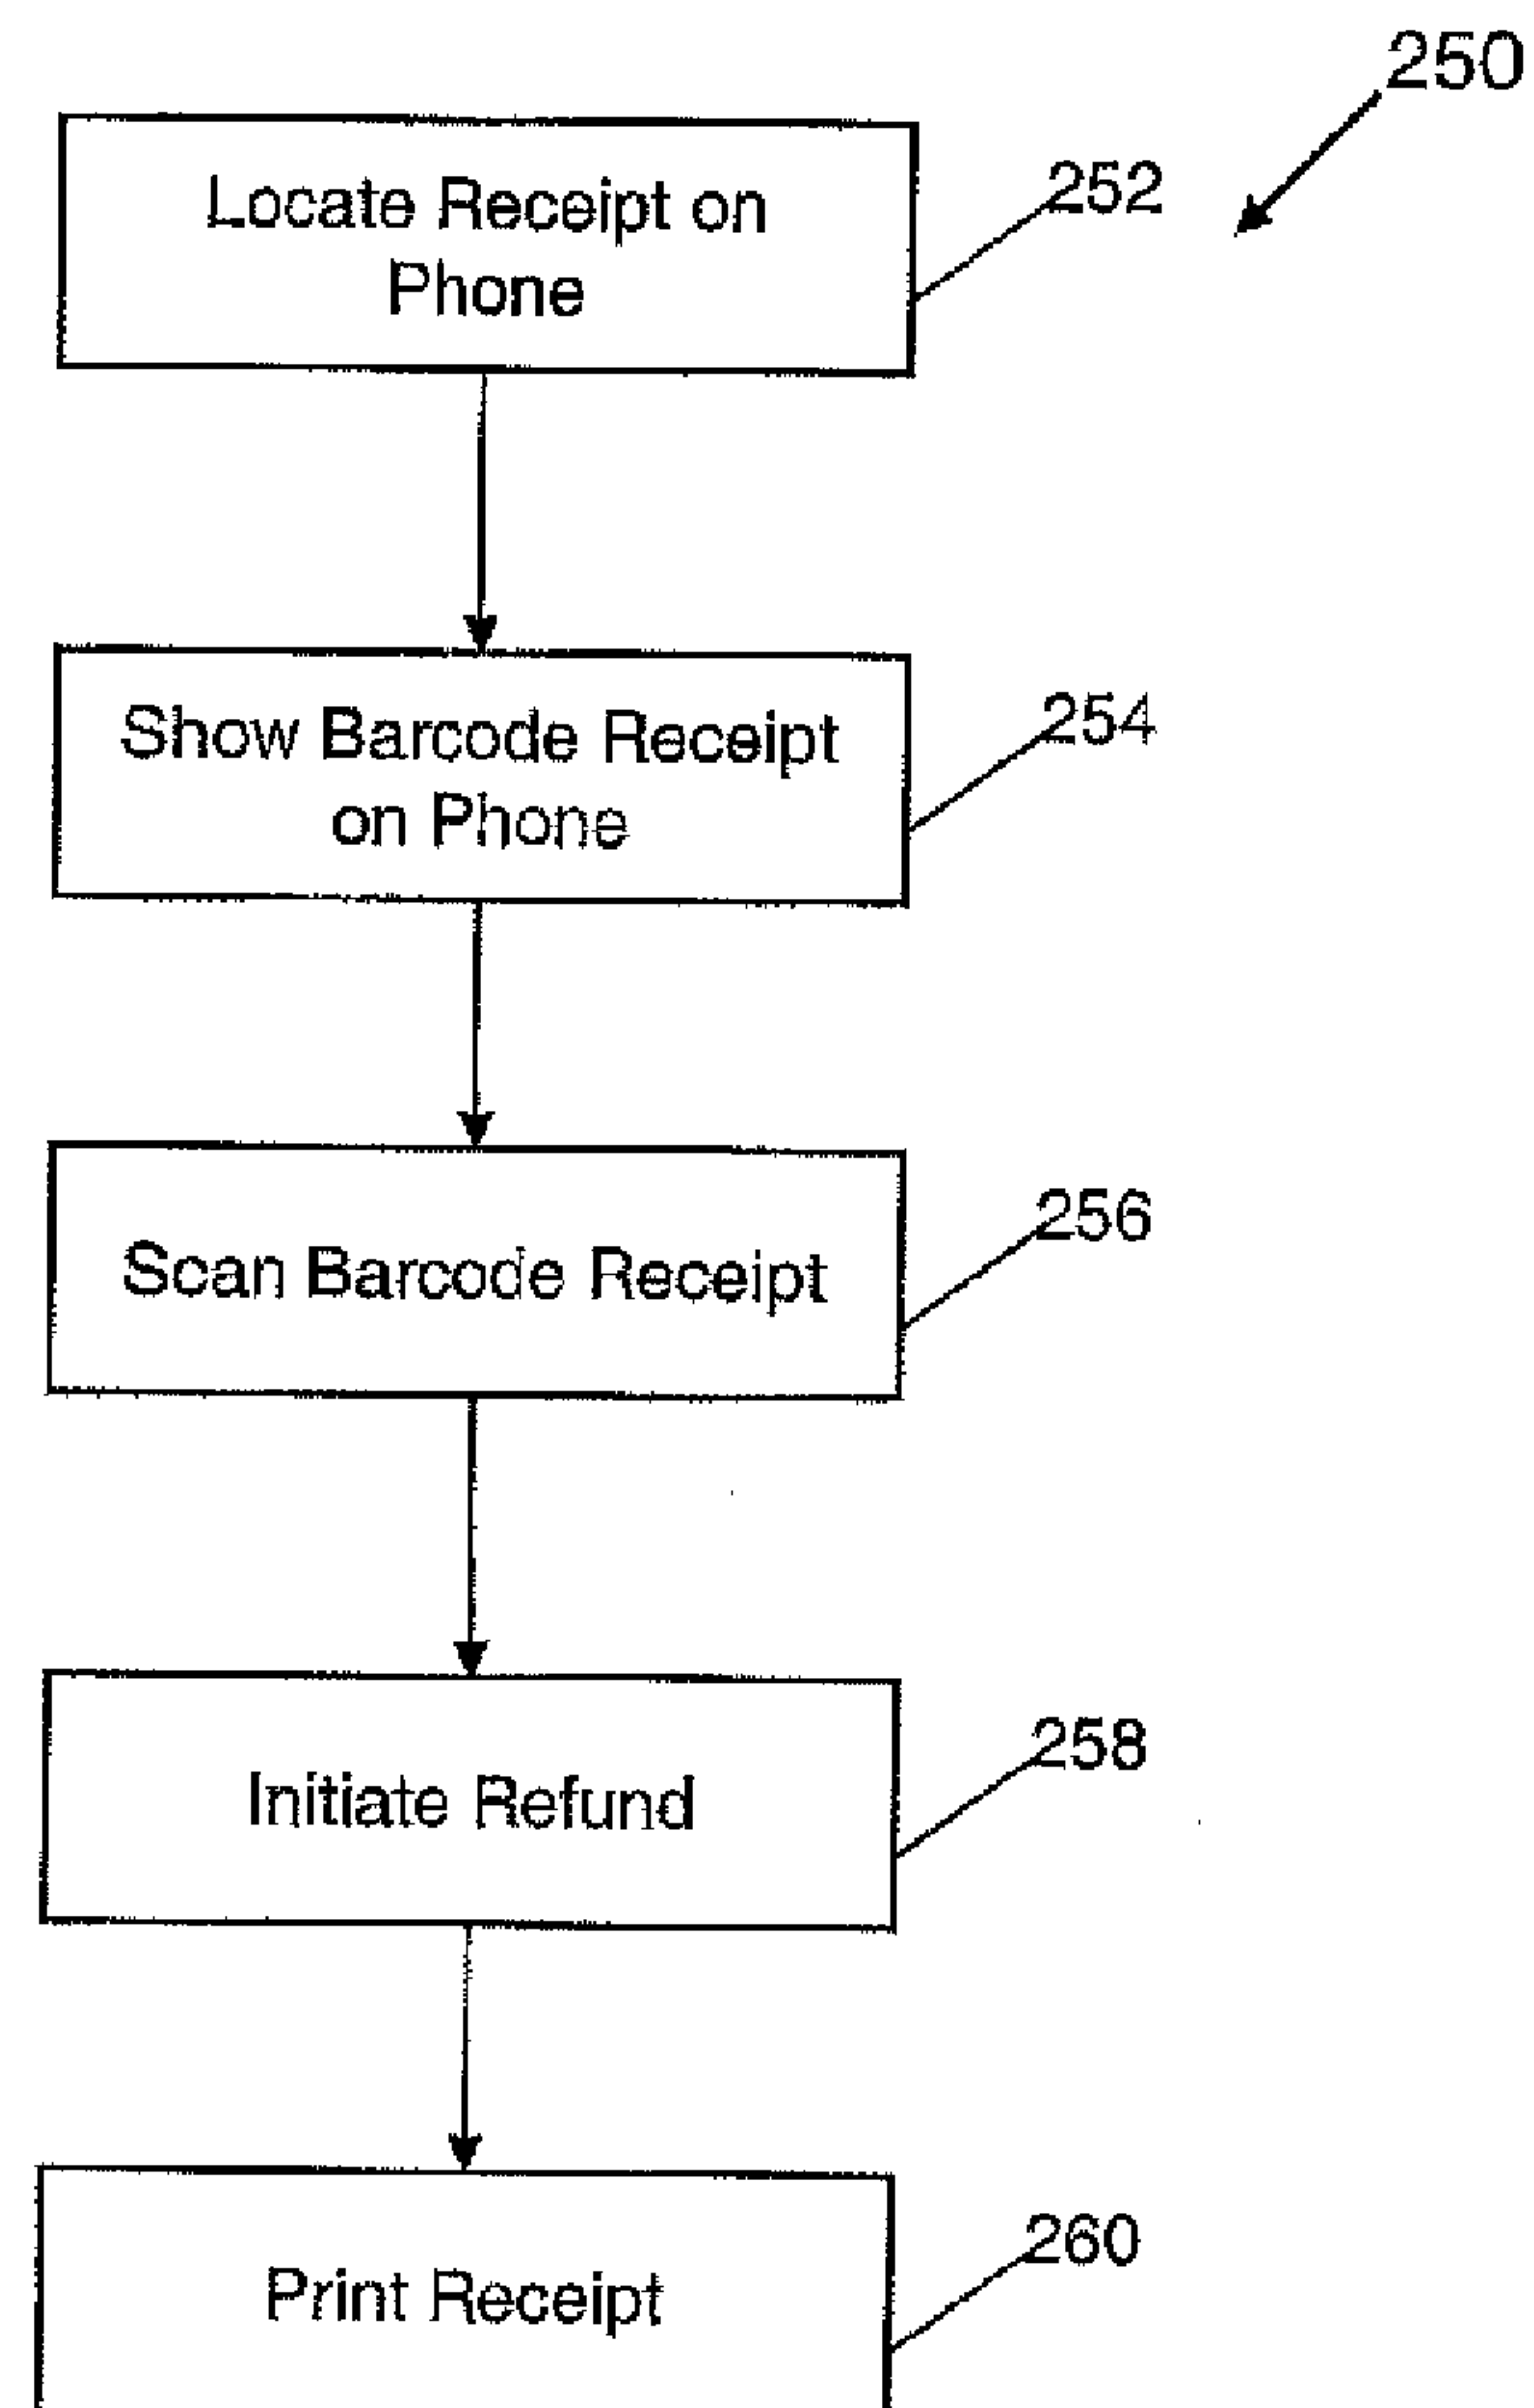 250
Locate Receipt on
Phone
252
Show Barcode Receipt
on Phone
254
Scan Barcode Receipt
256
Initiate Refund
258
Print Receipt
260